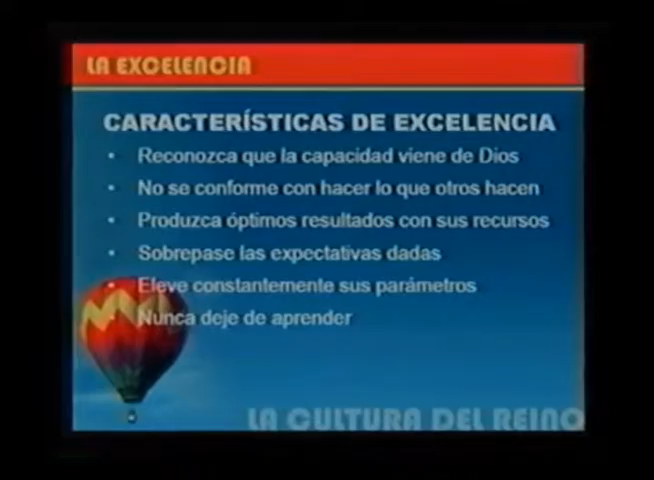 LA EXCELENCIA
CARACTERÍSTICAS DE EXCELENCIA
• Reconozca que la capacidad viene de Dios
• No se conforme con hacer lo que otros hacen
• Produzca óptimos resultados con sus recursos
• Sobrepase las expectativas dadas
• Eleve constantemente sus parámetros
• Nunca deje de aprender
LA CULTURA DEL REINO